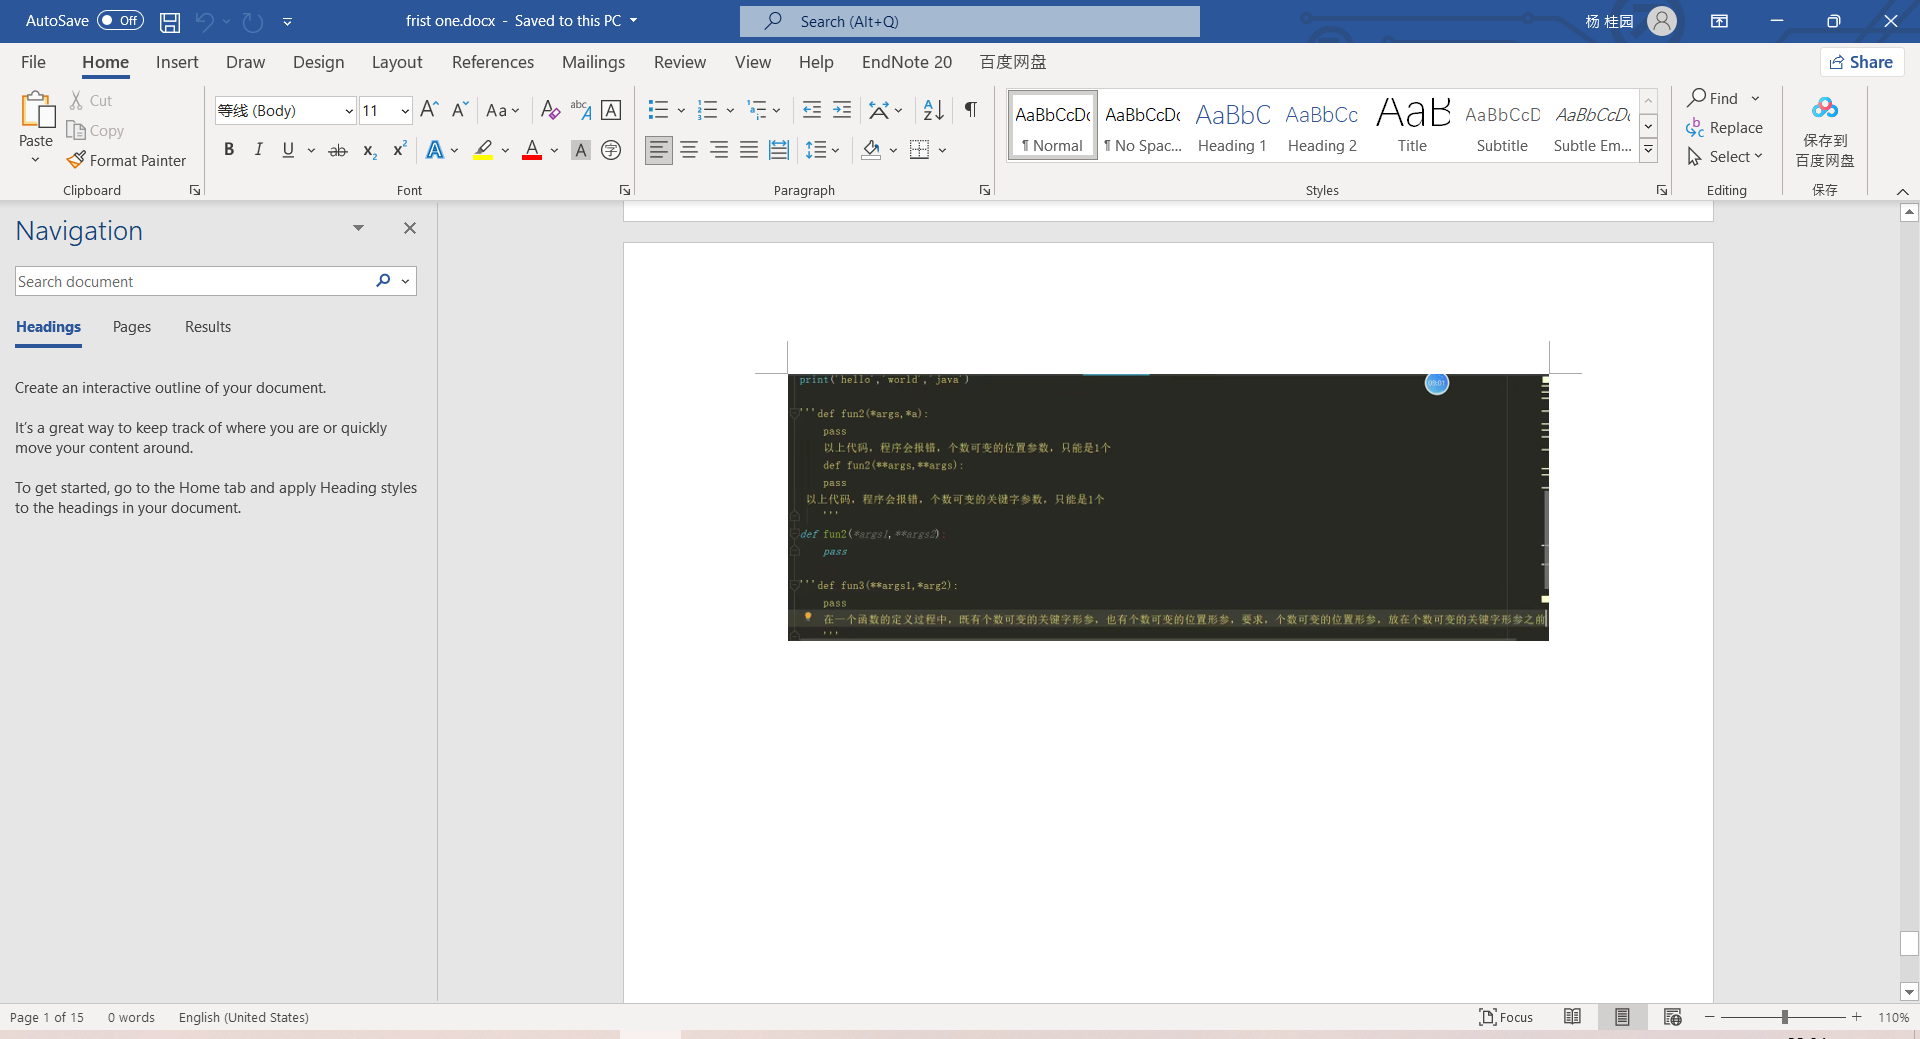 AutoSave Off frist one.docx - Saved to this PC Search (Alt+Q) 杨 桂园
File Home Insert Draw Design Layout References Mailings Review View Help EndNote 20 百度网盘 Share
Paste Cut Copy Format Painter
Clipboard
等线 (Body) 11 Aa
B I U ab x₂ x² A A A 字
Font
Paragraph
AaBbCcDc AaBbCcDc AaBbC AaBbCc AaB AaBbCcD AaBbCcDc
¶ Normal ¶ No Spac... Heading 1 Heading 2 Title Subtitle Subtle Em...
Styles
Find
Replace
Select
Editing
保存到
百度网盘
保存
Navigation
Search document
Headings Pages Results
Create an interactive outline of your document.
It's a great way to keep track of where you are or quickly
move your content around.
To get started, go to the Home tab and apply Heading styles
to the headings in your document.
print('hello','world','java')
09:01
'''def fun2(*args,*a):
pass
以上代码，程序会报错，个数可变的位置参数，只能是1个
def fun2(**args,**args):
pass
以上代码，程序会报错，个数可变的关键字参数，只能是1个
'''
def fun2(*args1,**args2):
pass
'''def fun3(**args1,*arg2):
pass
在一个函数的定义过程中，既有个数可变的关键字形参，也有个数可变的位置形参，要求，个数可变的位置形参，放在个数可变的关键字形参之前
'''
Page 1 of 15 0 words English (United States) Focus 110%